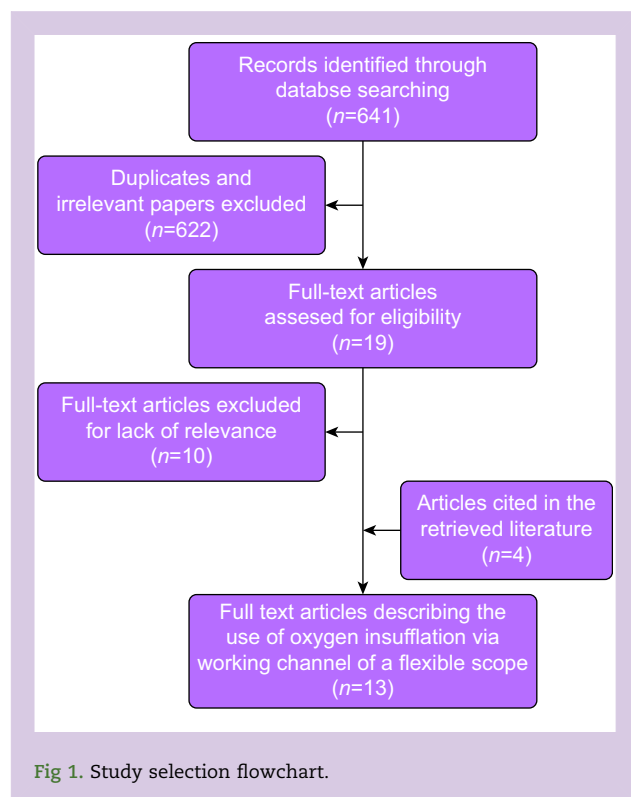 Records identified through
databse searching
(n=641)
Duplicates and
irrelevant papers excluded
(n=622)
Full-text articles
assesed for eligibility
(n=19)
Full-text articles excluded
for lack of relevance
(n=10)
Articles cited in the
retrieved literature
(n=4)
Full text articles describing the
use of oxygen insufflation via
working channel of a flexible scope
(n=13)
Fig 1. Study selection flowchart.